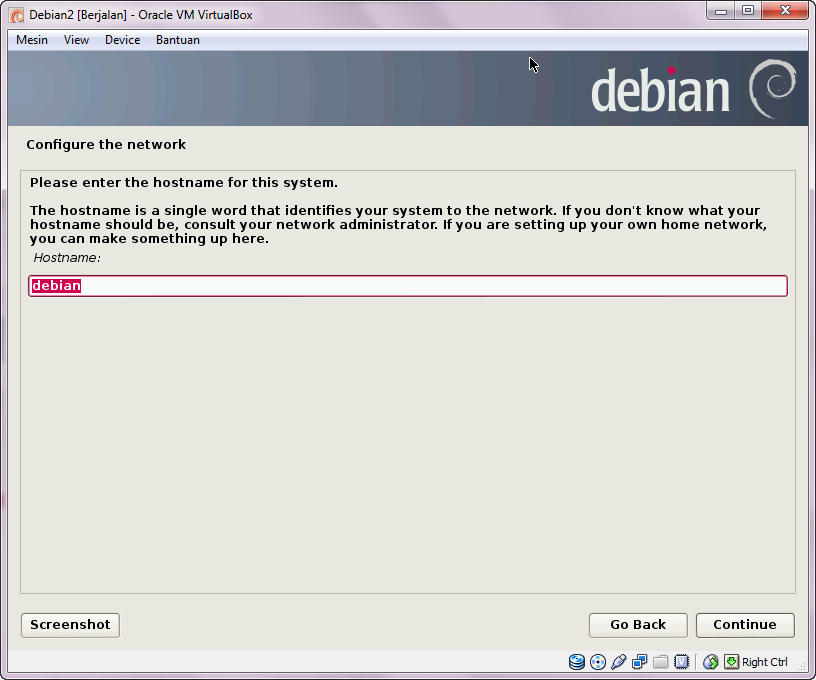 Debian2 [Berjalan] - Oracle VM VirtualBox
Mesin View Device Bantuan
debian
Configure the network
Please enter the hostname for this system.
The hostname is a single word that identifies your system to the network. If you don't know what your
hostname should be, consult your network administrator. If you are setting up your own home network,
you can make something up here.
Hostname:
debian
Screenshot Go Back Continue
Right Ctrl